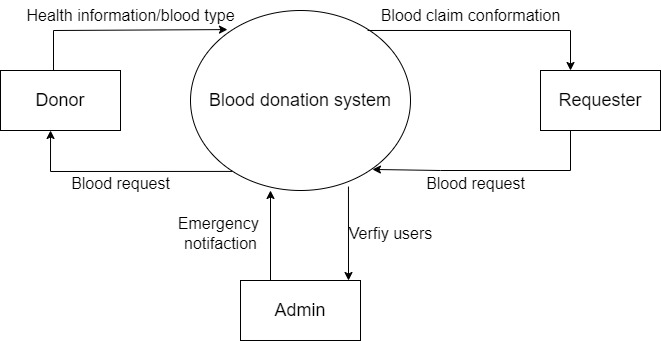 Health information/blood type
Blood claim conformation
Donor
Blood donation system
Requester
Blood request
Blood request
Emergency
notifaction
Verfiy users
Admin